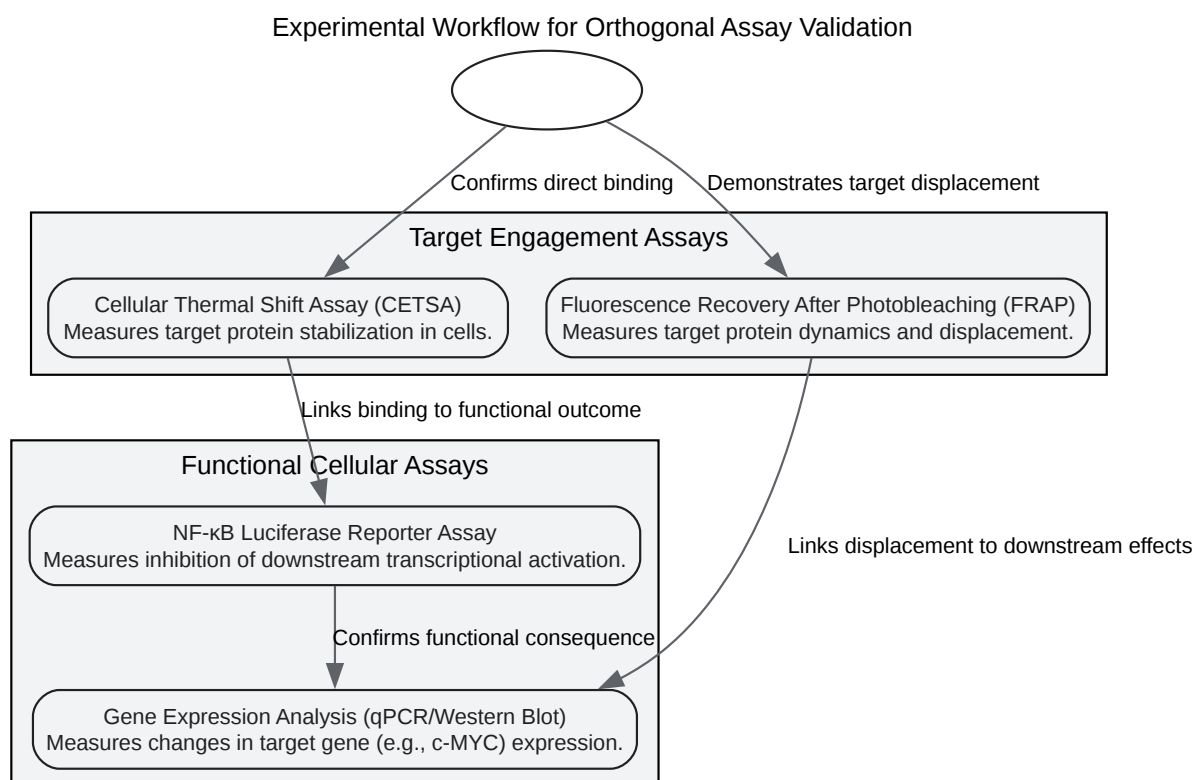 Experimental Workflow for Orthogonal Assay Validation
Confirms direct binding
Demonstrates target displacement
Target Engagement Assays
Cellular Thermal Shift Assay (CETSA)
Measures target protein stabilization in cells.
Fluorescence Recovery After Photobleaching (FRAP)
Measures target protein dynamics and displacement.
Links binding to functional outcome
Functional Cellular Assays
NF-κB Luciferase Reporter Assay
Measures inhibition of downstream transcriptional activation.
Links displacement to downstream effects
Confirms functional consequence
Gene Expression Analysis (qPCR/Western Blot)
Measures changes in target gene (e.g., c-MYC) expression.